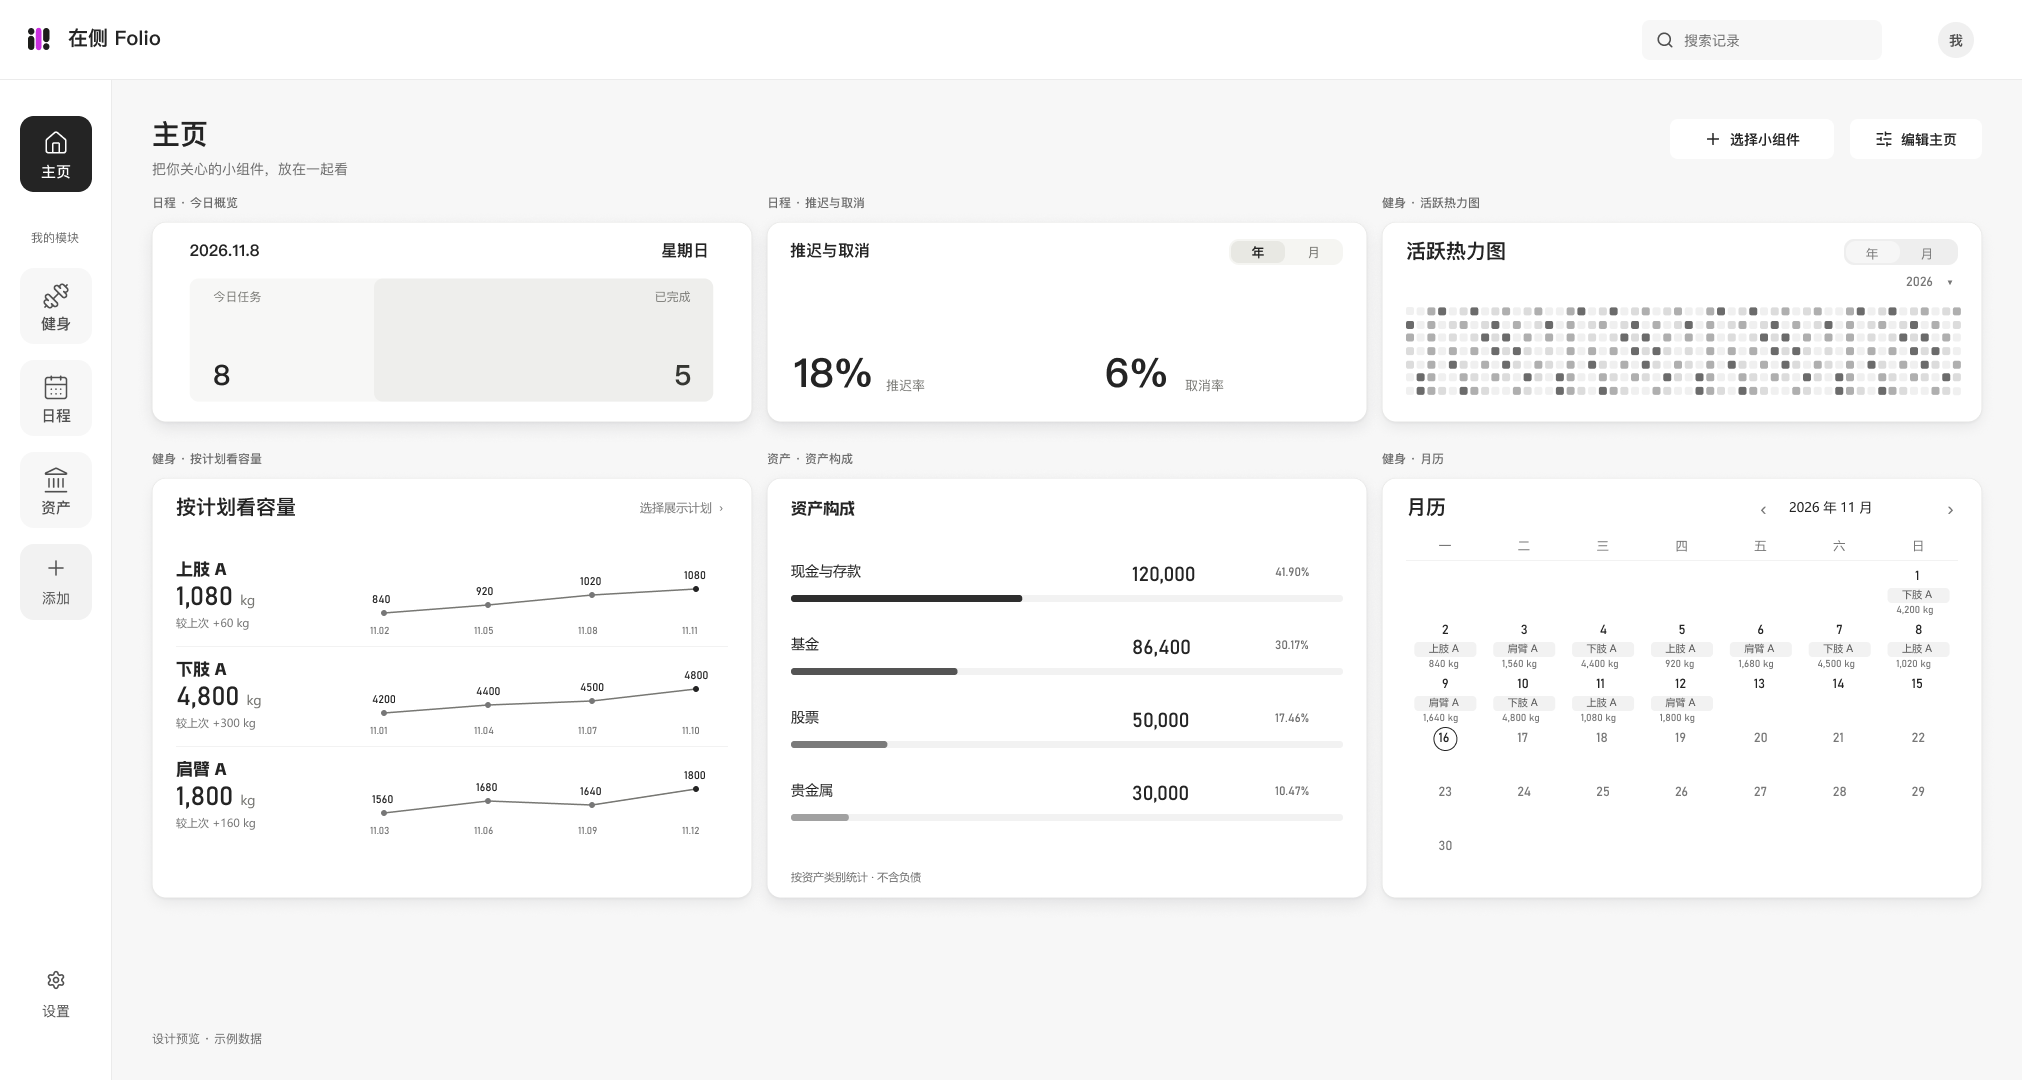 在侧 Folio
搜索记录
我
主页
我的模块
健身
日程
资产
添加
设置
主页
把你关心的小组件，放在一起看
选择小组件
编辑主页
日程 · 今日概览
2026.11.8 星期日
今日任务 已完成
8 5
日程 · 推迟与取消
推迟与取消 年 月
18% 推迟率 6% 取消率
健身 · 活跃热力图
活跃热力图 年 月
2026
健身 · 按计划看容量
按计划看容量 选择展示计划 ›
上肢 A
1,080 kg
较上次 +60 kg
840 920 1020 1080
11.02 11.05 11.08 11.11
下肢 A
4,800 kg
较上次 +300 kg
4200 4400 4500 4800
11.01 11.04 11.07 11.10
肩臂 A
1,800 kg
较上次 +160 kg
1560 1680 1640 1800
11.03 11.06 11.09 11.12
资产 · 资产构成
资产构成
现金与存款 120,000 41.90%
基金 86,400 30.17%
股票 50,000 17.46%
贵金属 30,000 10.47%
按资产类别统计 · 不含负债
健身 · 月历
月历 ‹ 2026 年 11 月 ›
一 二 三 四 五 六 日
1
下肢 A
4,200 kg
2 3 4 5 6 7 8
上肢 A 肩臂 A 下肢 A 上肢 A 肩臂 A 下肢 A 上肢 A
840 kg 1,560 kg 4,400 kg 920 kg 1,680 kg 4,500 kg 1,020 kg
9 10 11 12 13 14 15
肩臂 A 下肢 A 上肢 A 肩臂 A
1,640 kg 4,800 kg 1,080 kg 1,800 kg
16 17 18 19 20 21 22
23 24 25 26 27 28 29
30
设计预览 · 示例数据